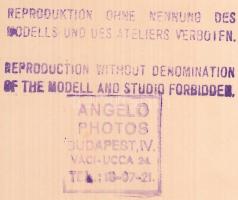 REPRODUKTION OHNE NENNUNG DES
MODELLS UND DES ATELIERS VERBOTEN.
REPRODUCTION WITHOUT DENOMINATION
OF THE MODELL AND STUDIO FORBIDDEN.
ANGELO
PHOTOS
BUDAPEST, IV.
VÁCI-UCCA 24.
TEL.: 18-07-21.